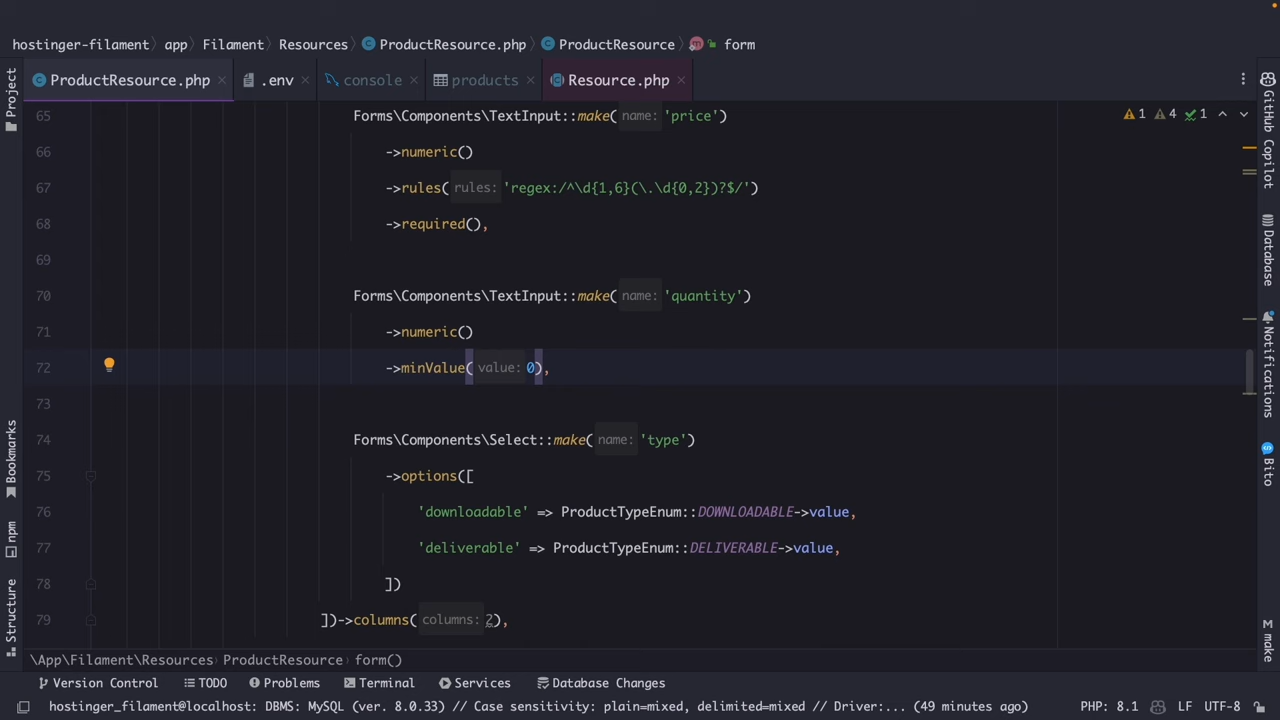 hostinger-filament app Filament Resources ProductResource.php ProductResource m form
ProductResource.php .env console products Resource.php
Project
GitHub Copilot
Database
Notifications
Bito
make
Bookmarks
npm
Structure
1 4 1
65 Forms\Components\TextInput::make( name: 'price')
66 ->numeric()
67 ->rules( rules: 'regex:/^\d{1,6}(\.\d{0,2})?$/')
68 ->required(),
69
70 Forms\Components\TextInput::make( name: 'quantity')
71 ->numeric()
72 ->minValue( value: 0),
73
74 Forms\Components\Select::make( name: 'type')
75 ->options([
76 'downloadable' => ProductTypeEnum::DOWNLOADABLE->value,
77 'deliverable' => ProductTypeEnum::DELIVERABLE->value,
78 ])
79 ])->columns( columns: 2),
\App\Filament\Resources ProductResource form()
Version Control TODO Problems Terminal Services Database Changes
hostinger_filament@localhost: DBMS: MySQL (ver. 8.0.33) // Case sensitivity: plain=mixed, delimited=mixed // Driver:... (49 minutes ago) PHP: 8.1 LF UTF-8